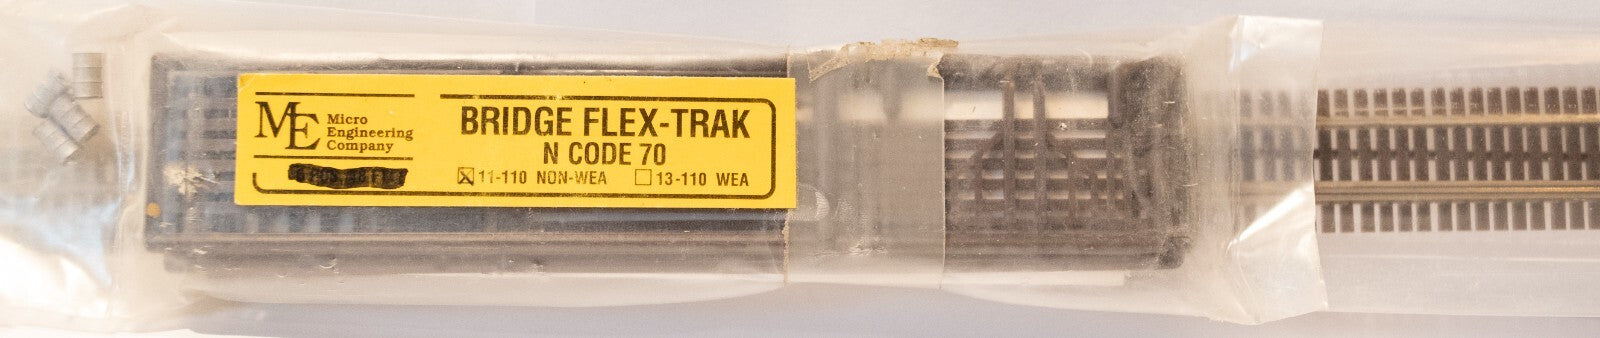 ME Micro
Engineering
Company
BRIDGE FLEX-TRAK
N CODE 70
11-110 NON-WEA 13-110 WEA